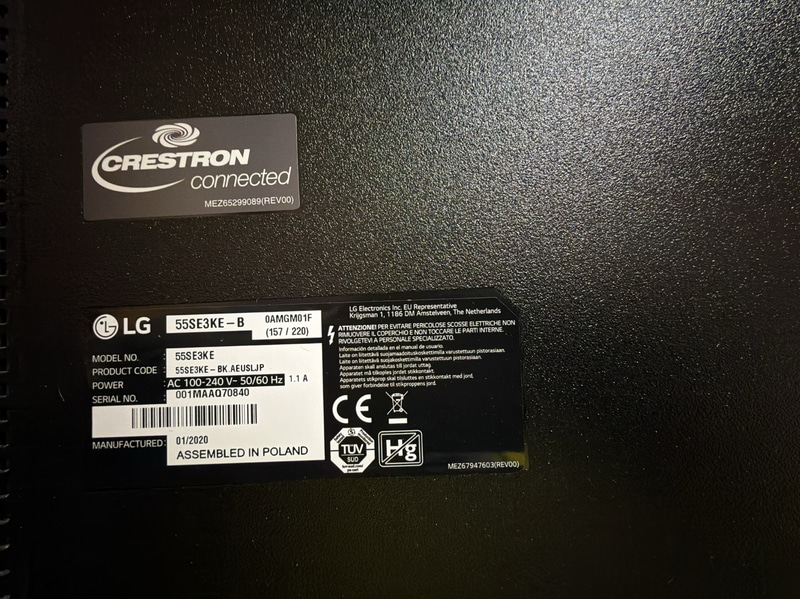 CRESTRON
connected
MEZ65299089(REV00)
LG
55SE3KE-B
0AMGM01F
(157 / 220)
LG Electronics Inc. EU Representative
Krijgsman 1, 1186 DM Amstelveen, The Netherlands
ATTENZIONE! PER EVITARE PERICOLOSE SCOSSE ELETTRICHE NON
RIMUOVERE IL COPERCHIO E NON TOCCARE LE PARTI INTERNE.
RIVOLGETEVI A PERSONALE SPECIALIZZATO.
Información detallada en el manual de usuario.
Laite on liitettävä suojamaadoituskoskettimilla varustettuun pistorasiaan.
Laite on liitettävä suojakoskettimilla varustettuun pistorasiaan.
Apparaten skall anslutas till jordat uttag.
Apparatet må tilkoples jordet stikkontakt.
Apparatets stikprop skal tilsluttes en stikkontakt med jord,
som giver forbindelse til stikproppens jord.
MODEL NO. : 55SE3KE
PRODUCT CODE : 55SE3KE-BK.AEUSLJP
POWER : AC 100-240 V~ 50/60 Hz 1.1 A
SERIAL NO. : 001MAAQ70840
MANUFACTURED : 01/2020
ASSEMBLED IN POLAND
CE
TÜV
SÜD
Hg
MEZ67947603(REV00)